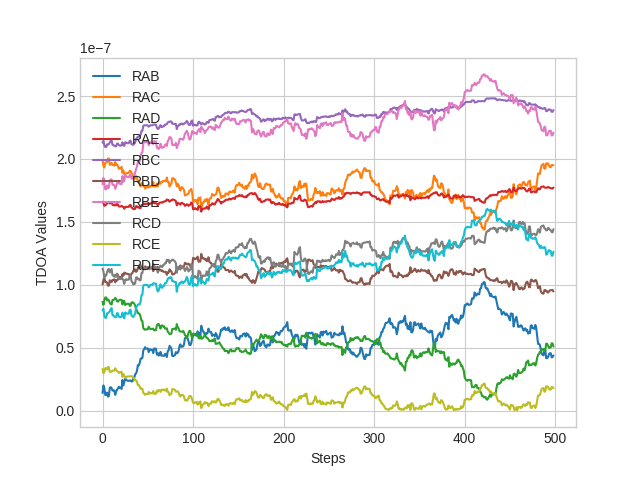 1e−7
TDOA Values
2.5
2.0
1.5
1.0
0.5
0.0
RAB
RAC
RAD
RAE
RBC
RBD
RBE
RCD
RCE
RDE
0
100
200
300
400
500
Steps